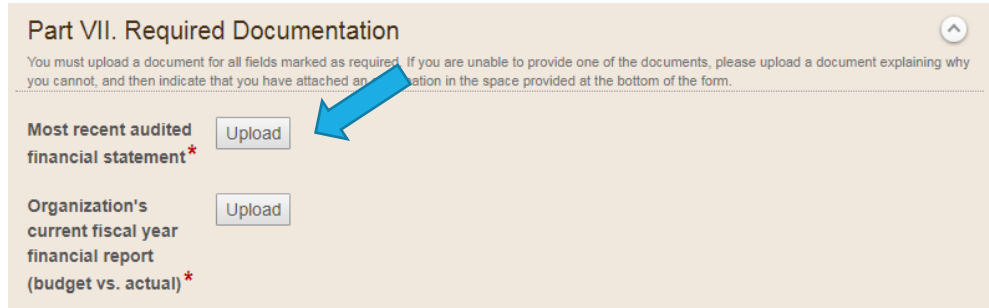 Part VII. Required Documentation
You must upload a document for all fields marked as required. If you are unable to provide one of the documents, please upload a document explaining why
you cannot, and then indicate that you have attached an in the space provided at the bottom of the form.
Most recent audited
financial statement*
Upload
Organization's
current fiscal year
financial report
(budget vs. actual)*
Upload